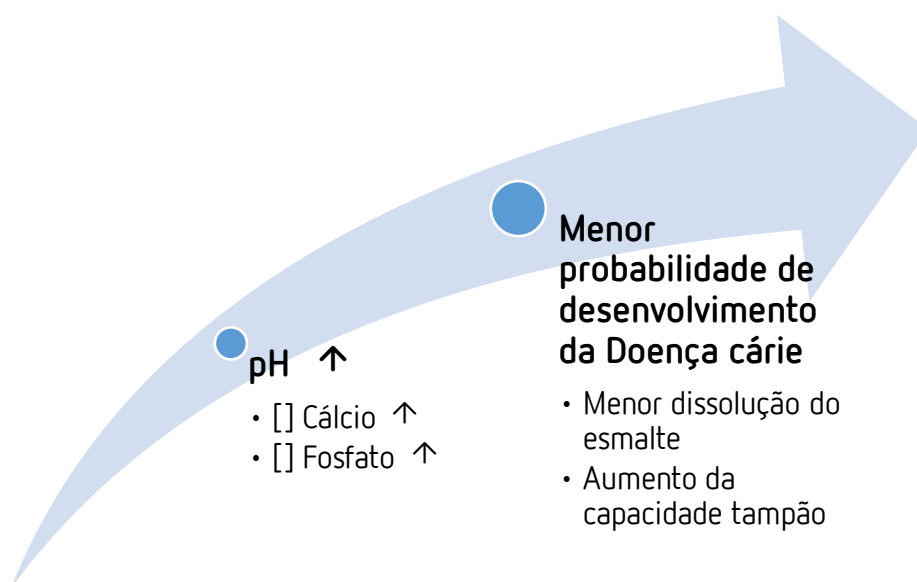 pH ↑
• [] Cálcio ↑
• [] Fosfato ↑
Menor
probabilidade de
desenvolvimento
da Doença cárie
• Menor dissolução do
esmalte
• Aumento da
capacidade tampão